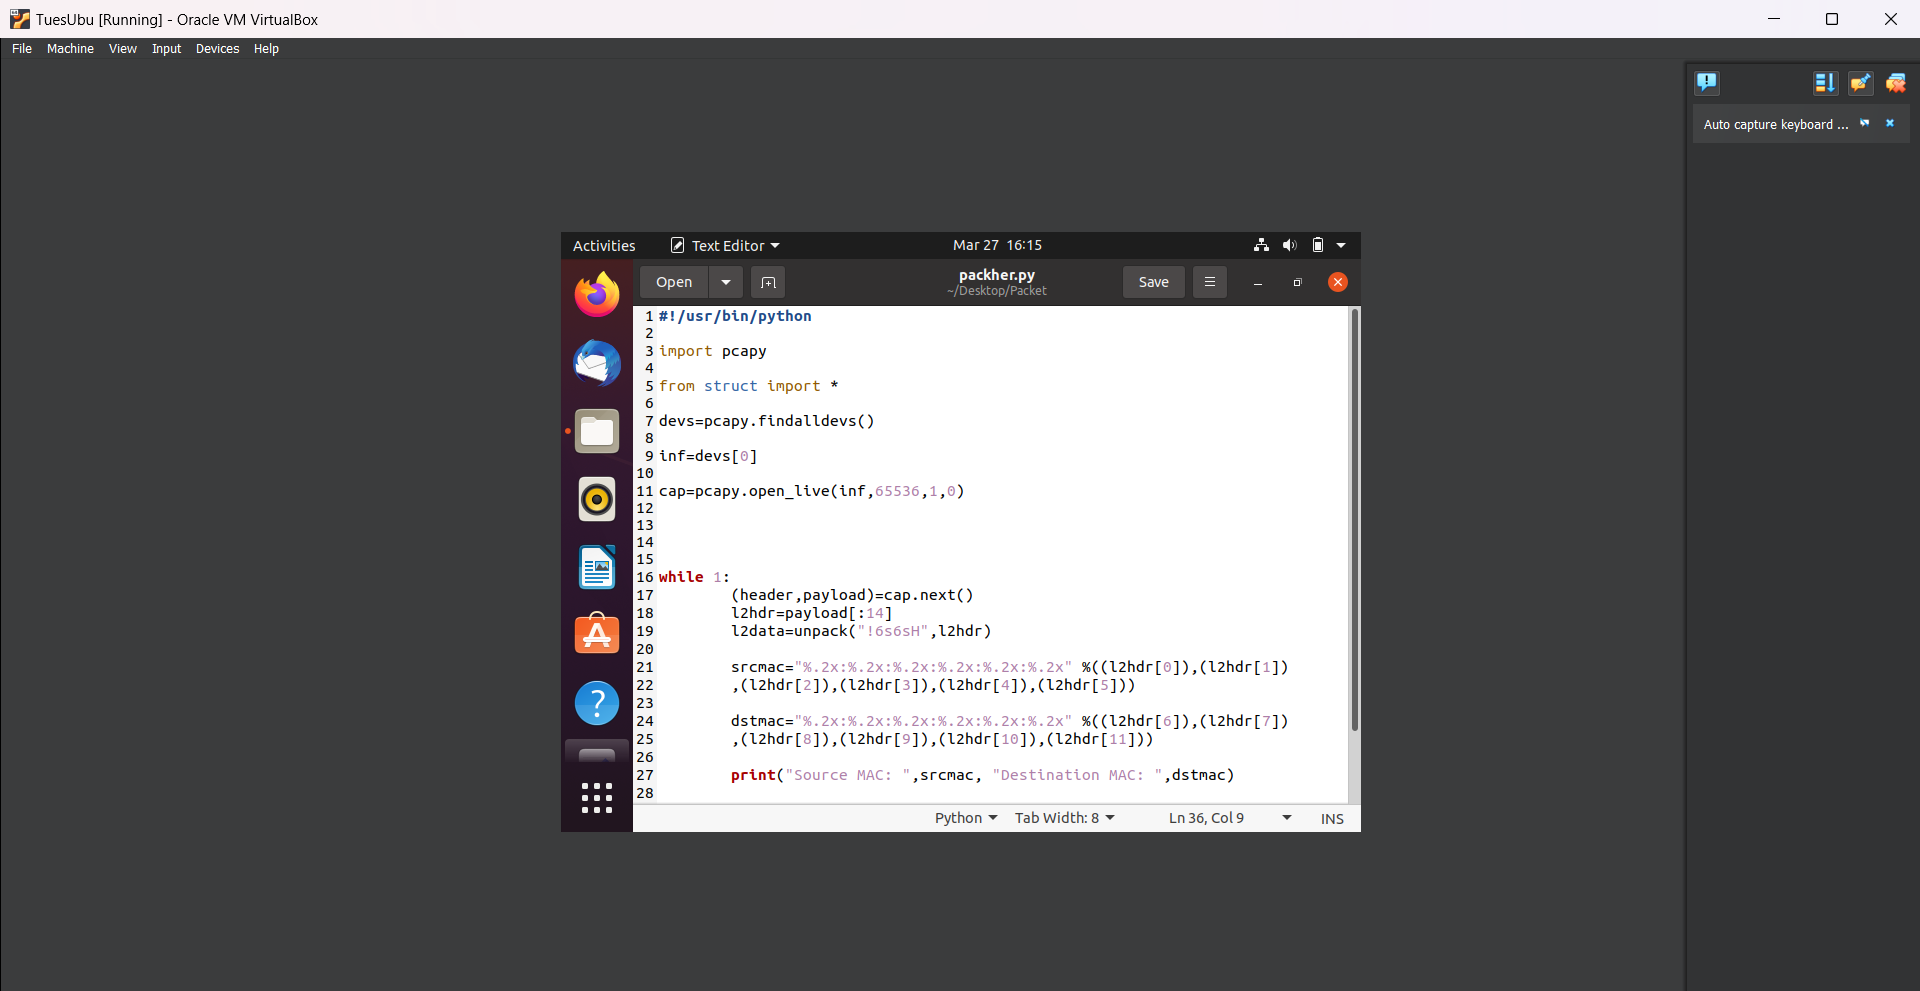 TuesUbu [Running] - Oracle VM VirtualBox
File Machine View Input Devices Help
Auto capture keyboard ...
Activities Text Editor Mar 27 16:15
Open packher.py Save
~/Desktop/Packet
1 #!/usr/bin/python
2
3 import pcapy
4
5 from struct import *
6
7 devs=pcapy.findalldevs()
8
9 inf=devs[0]
10
11 cap=pcapy.open_live(inf,65536,1,0)
12
13
14
15
16 while 1:
17 (header,payload)=cap.next()
18 l2hdr=payload[:14]
19 l2data=unpack("!6s6sH",l2hdr)
20
21 srcmac="%.2x:%.2x:%.2x:%.2x:%.2x:%.2x" %((l2hdr[0]),(l2hdr[1])
22 ,(l2hdr[2]),(l2hdr[3]),(l2hdr[4]),(l2hdr[5]))
23
24 dstmac="%.2x:%.2x:%.2x:%.2x:%.2x:%.2x" %((l2hdr[6]),(l2hdr[7])
25 ,(l2hdr[8]),(l2hdr[9]),(l2hdr[10]),(l2hdr[11]))
26
27 print("Source MAC: ",srcmac, "Destination MAC: ",dstmac)
28
Python Tab Width: 8 Ln 36, Col 9 INS